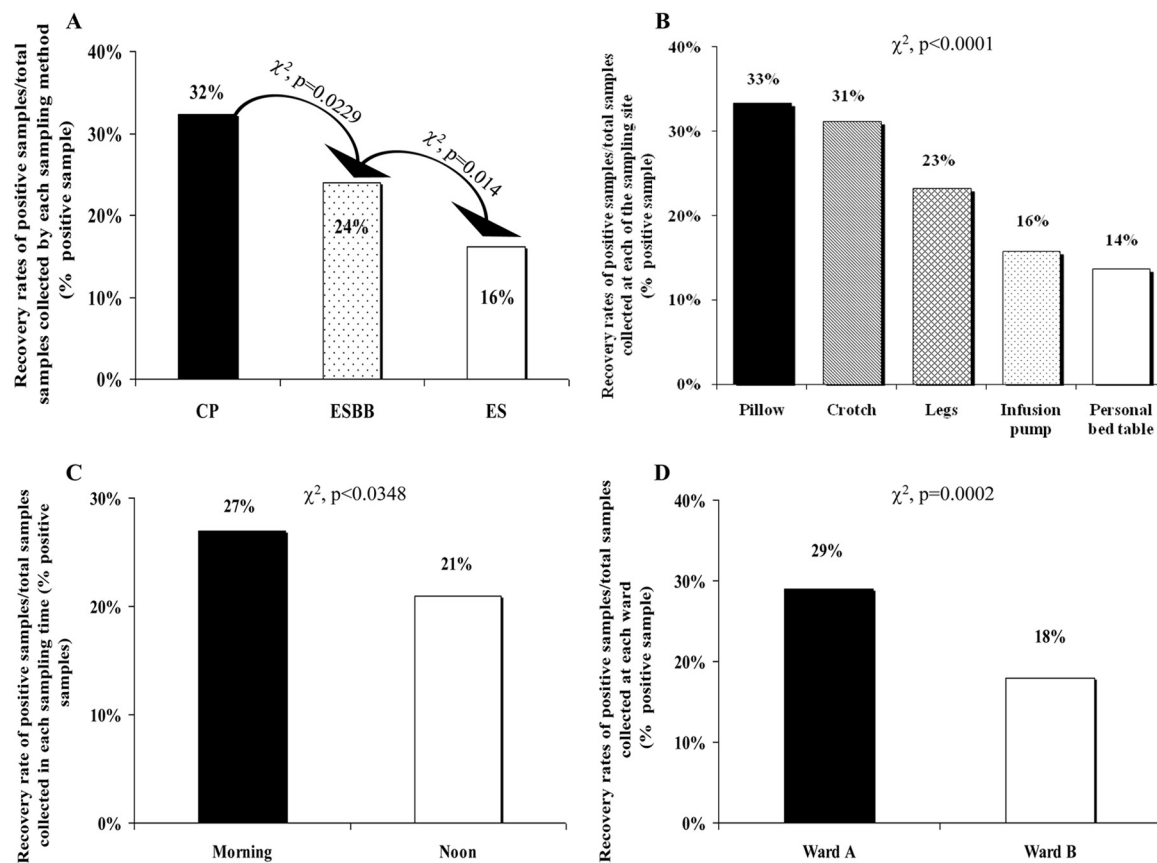 A
Recovery rates of positive samples/total
samples collected by each sampling method
(% positive sample)
40%
30%
20%
10%
0%
32%
χ², p=0.0229
24%
χ², p=0.014
16%
CP
ESBB
ES
B
Recovery rates of positive samples/total samples
collected at each of the sampling site
(% positive sample)
χ², p<0.0001
40%
30%
20%
10%
0%
33%
31%
23%
16%
14%
Pillow
Crotch
Legs
Infusion
pump
Personal
bed table
C
Recovery rate of positive samples/total samples
collected in each sampling time (% positive
samples)
χ², p<0.0348
30%
20%
10%
0%
27%
21%
Morning
Noon
D
Recovery rates of positive samples/total samples
collected at each ward
(% positive sample)
χ², p=0.0002
40%
30%
20%
10%
0%
29%
18%
Ward A
Ward B